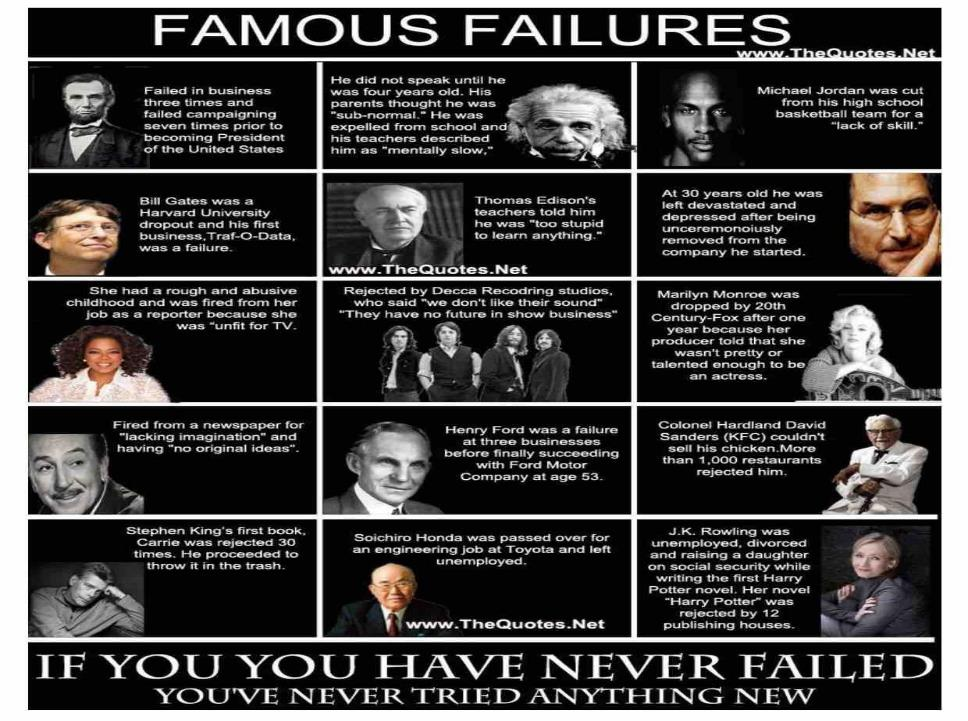 FAMOUS FAILURES
www.TheQuotes.Net
Failed in business
three times and
failed campaigning
seven times prior to
becoming President
of the United States
He did not speak until he
was four years old. His
parents thought he was
"sub-normal." He was
expelled from school and
his teachers described
him as "mentally slow,"
Michael Jordan was cut
from his high school
basketball team for a
"lack of skill."
Bill Gates was a
Harvard University
dropout and his first
business,Traf-O-Data,
was a failure.
Thomas Edison's
teachers told him
he was "too stupid
to learn anything."
www.TheQuotes.Net
At 30 years old he was
left devastated and
depressed after being
unceremonoiusly
removed from the
company he started.
She had a rough and abusive
childhood and was fired from her
job as a reporter because she
was "unfit for TV.
Rejected by Decca Recodring studios,
who said "we don't like their sound"
"They have no future in show business"
Marilyn Monroe was
dropped by 20th
Century-Fox after one
year because her
producer told that she
wasn't pretty or
talented enough to be
an actress.
Fired from a newspaper for
"lacking imagination" and
having "no original ideas".
Henry Ford was a failure
at three businesses
before finally succeeding
with Ford Motor
Company at age 53.
Colonel Hardland David
Sanders (KFC) couldn't
sell his chicken.More
than 1,000 restaurants
rejected him.
Stephen King's first book,
Carrie was rejected 30
times. He proceeded to
throw it in the trash.
Soichiro Honda was passed over for
an engineering job at Toyota and left
unemployed.
www.TheQuotes.Net
J.K. Rowling was
unemployed, divorced
and raising a daughter
on social security while
writing the first Harry
Potter novel. Her novel
"Harry Potter" was
rejected by 12
publishing houses.
IF YOU YOU HAVE NEVER FAILED
YOU'VE NEVER TRIED ANYTHING NEW